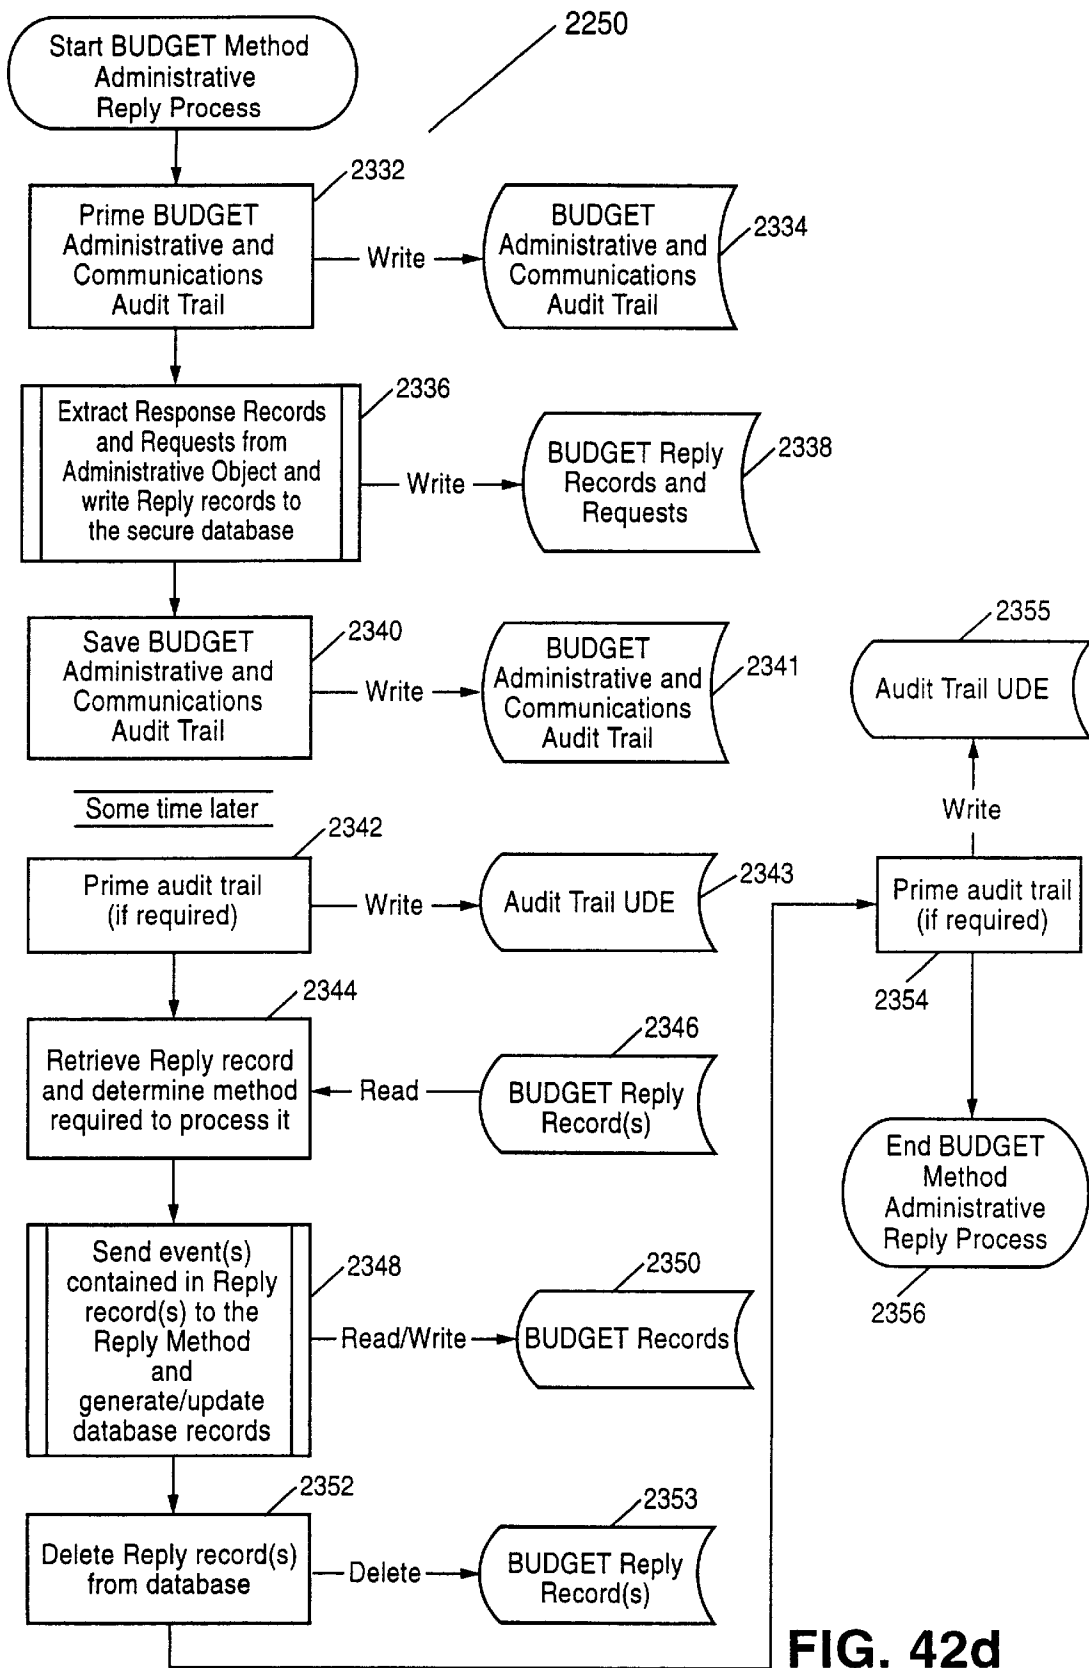 2250
Start BUDGET Method
Administrative
Reply Process
2332
Prime BUDGET
Administrative and
Communications
Audit Trail
Write
BUDGET
Administrative and
Communications
Audit Trail
2334
2336
Extract Response Records
and Requests from
Administrative Object and
write Reply records to
the secure database
Write
BUDGET Reply
Records and
Requests
2338
2340
Save BUDGET
Administrative and
Communications
Audit Trail
Write
BUDGET
Administrative and
Communications
Audit Trail
2341
Some time later
2342
Prime audit trail
(if required)
Write
Audit Trail UDE
2343
2344
Retrieve Reply record
and determine method
required to process it
Read
2346
BUDGET Reply
Record(s)
Send event(s)
contained in Reply
record(s) to the
Reply Method
and
generate/update
database records
2348
Read/Write
2350
BUDGET Records
2352
Delete Reply record(s)
from database
Delete
2353
BUDGET Reply
Record(s)
2355
Audit Trail UDE
Write
Prime audit trail
(if required)
2354
End BUDGET
Method
Administrative
Reply Process
2356
FIG. 42d